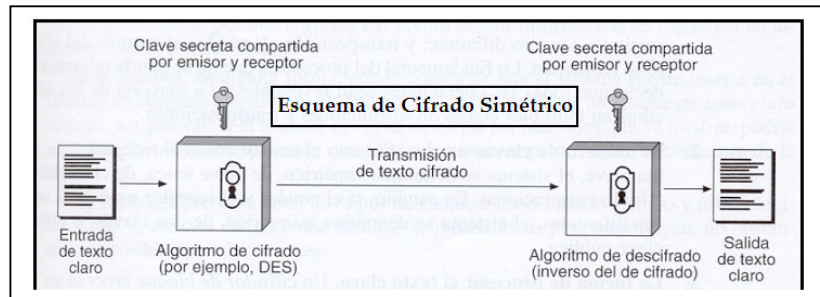 Clave secreta compartida
por emisor y receptor
Clave secreta compartida
por emisor y receptor
Esquema de Cifrado Simétrico
Transmisión
de texto cifrado
Entrada
de texto
claro
Algoritmo de cifrado
(por ejemplo, DES)
Algoritmo de descifrado
(inverso del de cifrado)
Salida
de texto
claro